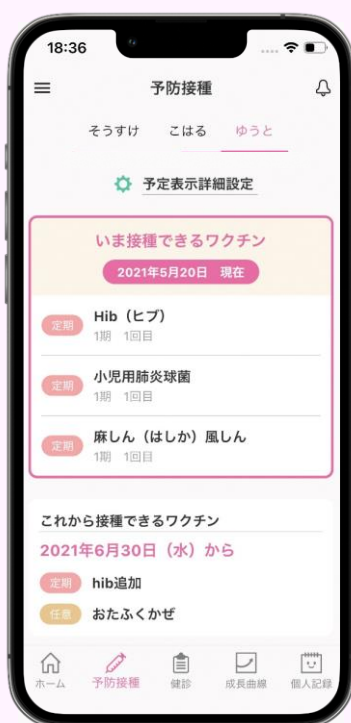 18:36
予防接種
そうすけ こはる ゆうと
予定表示詳細設定
いま接種できるワクチン
2021年5月20日 現在
定期 Hib(ヒブ)
1期 1回目
定期 小児用肺炎球菌
1期 1回目
定期 麻しん(はしか)風しん
1期 1回目
これから接種できるワクチン
2021年6月30日(水)から
定期 hib追加
任意 おたふくかぜ
ホーム 予防接種 健診 成長曲線 個人記録